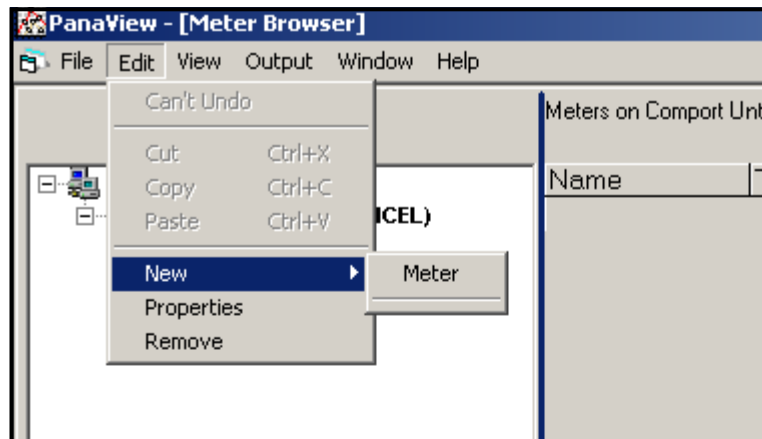 PanaView - [Meter Browser]
File Edit View Output Window Help
Can't Undo
Meters on Comport Unt
Cut Ctrl+X
Copy Ctrl+C
Name
Paste Ctrl+V
ICEL)
New
Meter
Properties
Remove